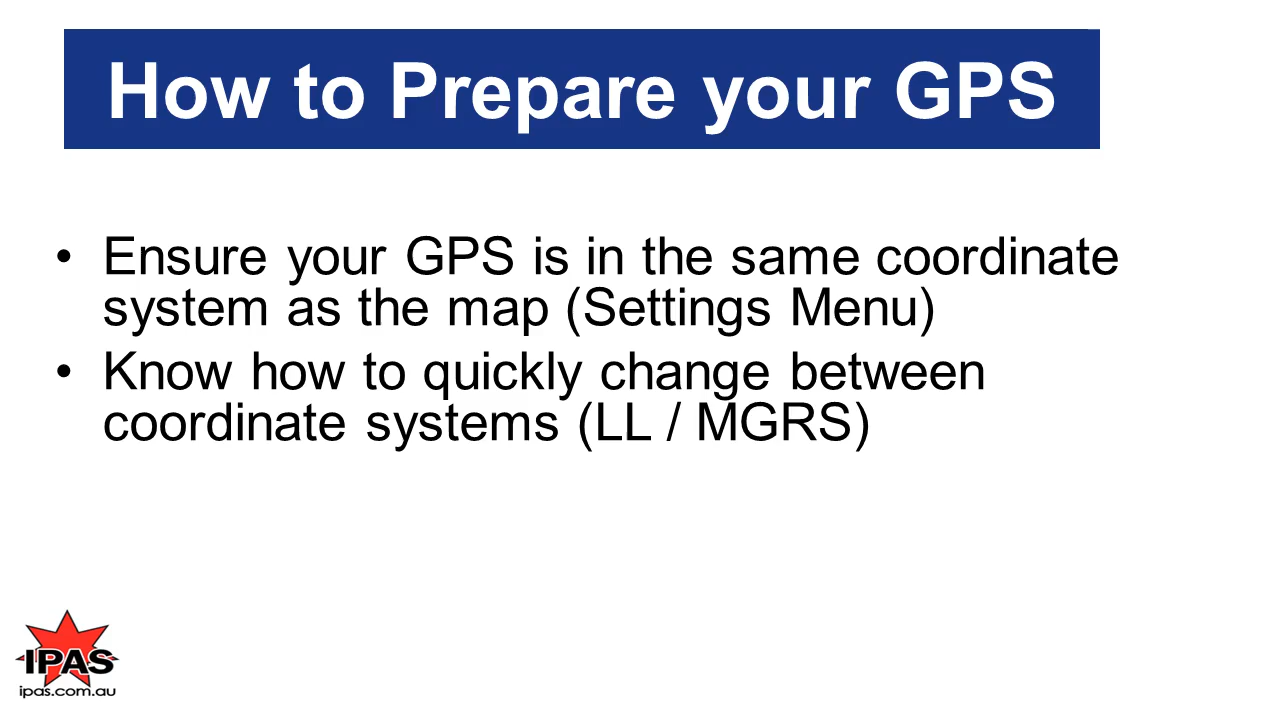 How to Prepare your GPS
• Ensure your GPS is in the same coordinate
system as the map (Settings Menu)
• Know how to quickly change between
coordinate systems (LL / MGRS)
IPAS
ipas.com.au